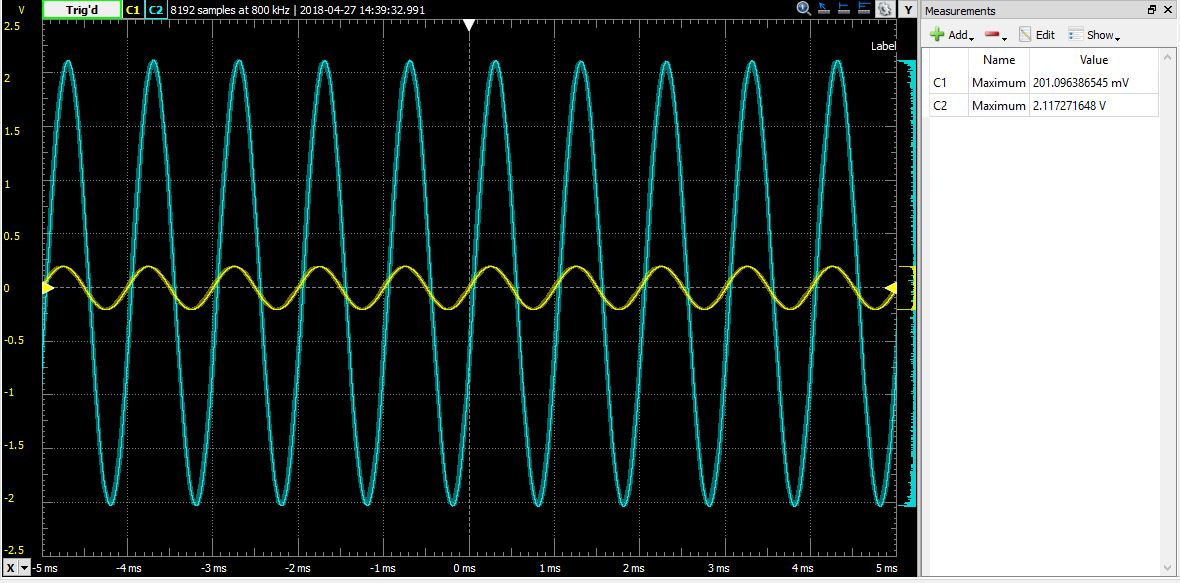 V Trig'd C1 C2 8192 samples at 800 kHz | 2018-04-27 14:39:32.991 Y
Label
2.5
2
1.5
1
0.5
0
-0.5
-1
-1.5
-2
-2.5
X -5 ms -4 ms -3 ms -2 ms -1 ms 0 ms 1 ms 2 ms 3 ms 4 ms 5 ms
Measurements
Add Edit Show
Name Value
C1 Maximum 201.096386545 mV
C2 Maximum 2.117271648 V